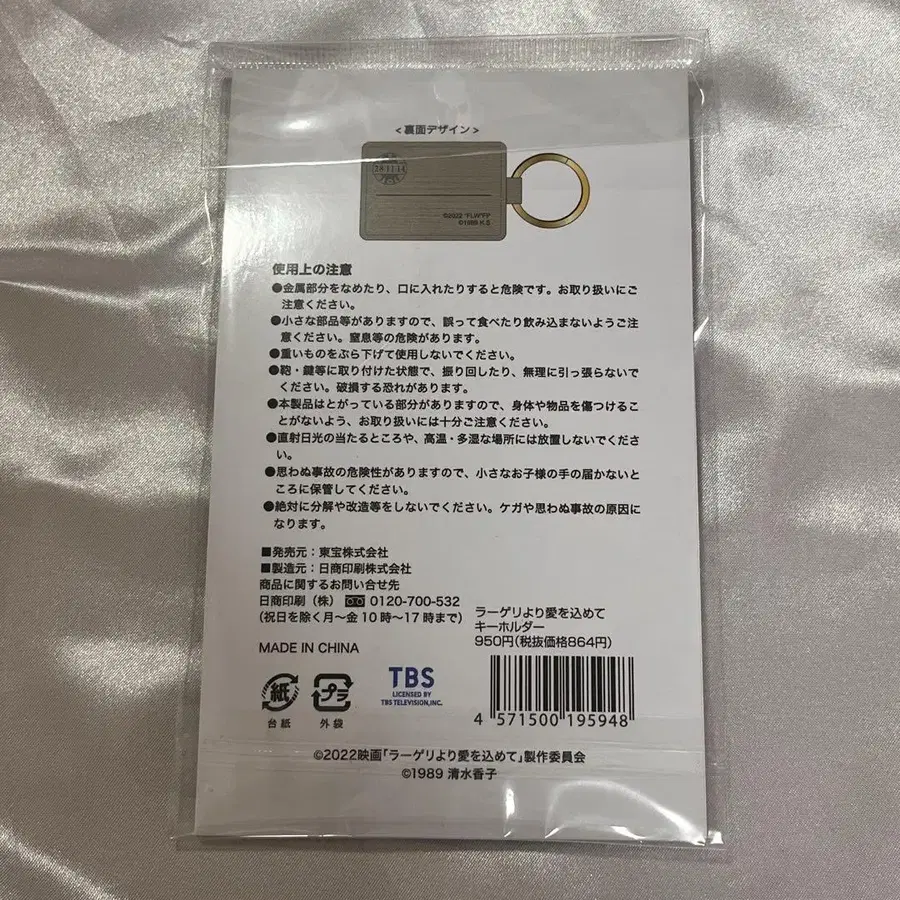 <裏面デザイン>
28.11.14
©2022 "FLW"FP
©1989 K.S
使用上の注意
●金属部分をなめたり、口に入れたりすると危険です。お取り扱いにご
注意ください。
●小さな部品等がありますので、誤って食べたり飲み込まないようご注
意ください。窒息等の危険があります。
●重いものをぶら下げて使用しないでください。
●鞄・鍵等に取り付けた状態で、振り回したり、無理に引っ張らないで
ください。破損する恐れがあります。
●本製品はとがっている部分がありますので、身体や物品を傷つけるこ
とがないよう、お取り扱いには十分ご注意ください。
●直射日光の当たるところや、高温・多湿な場所には放置しないでくださ
い。
●思わぬ事故の危険性がありますので、小さなお子様の手の届かないと
ころに保管してください。
●絶対に分解や改造等をしないでください。ケガや思わぬ事故の原因に
なります。
■発売元：東宝株式会社
■製造元：日商印刷株式会社
商品に関するお問い合せ先
日商印刷（株） 0120-700-532
(祝日を除く月〜金10時〜17時まで)
ラーゲリより愛を込めて
キーホルダー
950円(税抜価格864円)
MADE IN CHINA
紙
台紙
プラ
外袋
TBS
LICENSED BY
TBS TELEVISION,INC.
4 571500 195948
©2022映画「ラーゲリより愛を込めて」製作委員会
©1989 清水香子